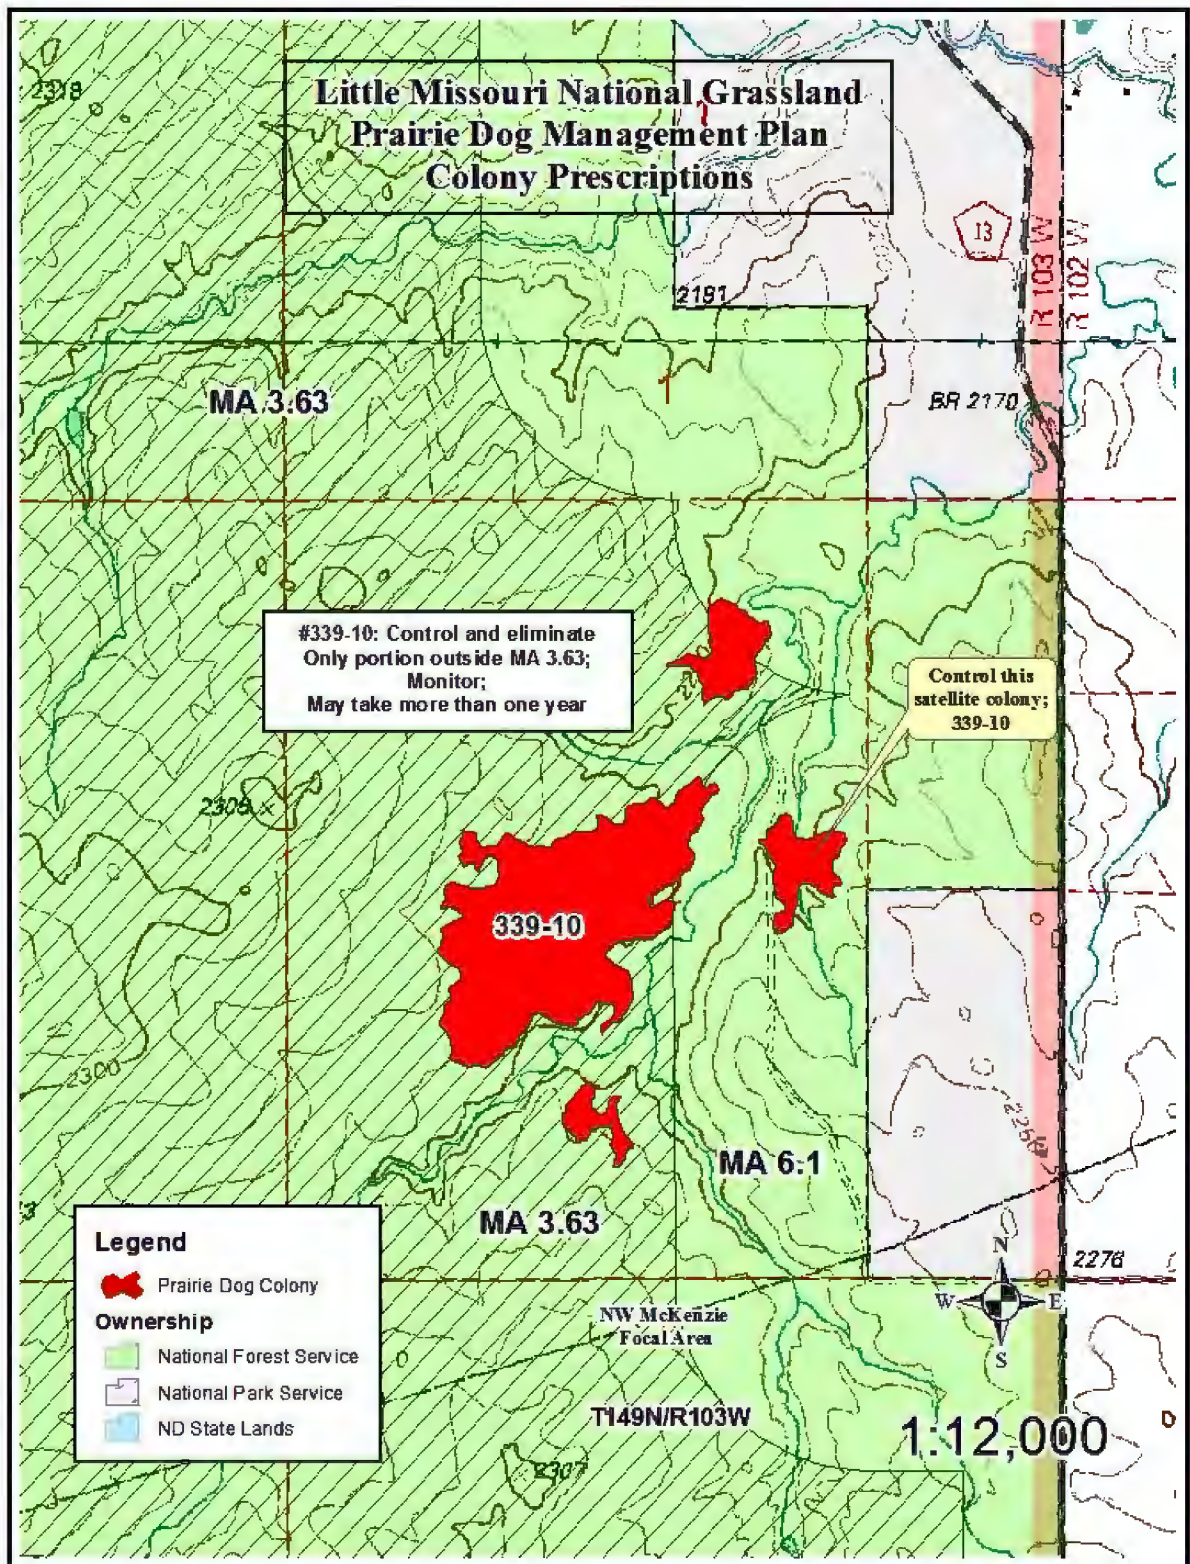 Little Missouri National Grassland
Prairie Dog Management Plan
Colony Prescriptions
2318
13
R 103 W
R 102 W
2191
MA 3.63
BR 2170
#339-10: Control and eliminate
Only portion outside MA 3.63;
Monitor;
May take more than one year
22
Control this
satellite colony;
339-10
339-10
2300
MA 6.1
MA 3.63
2276
N
W
E
S
Legend
Prairie Dog Colony
Ownership
National Forest Service
National Park Service
ND State Lands
NW McKenzie
Focal Area
T149N/R103W
1:12,000
2307